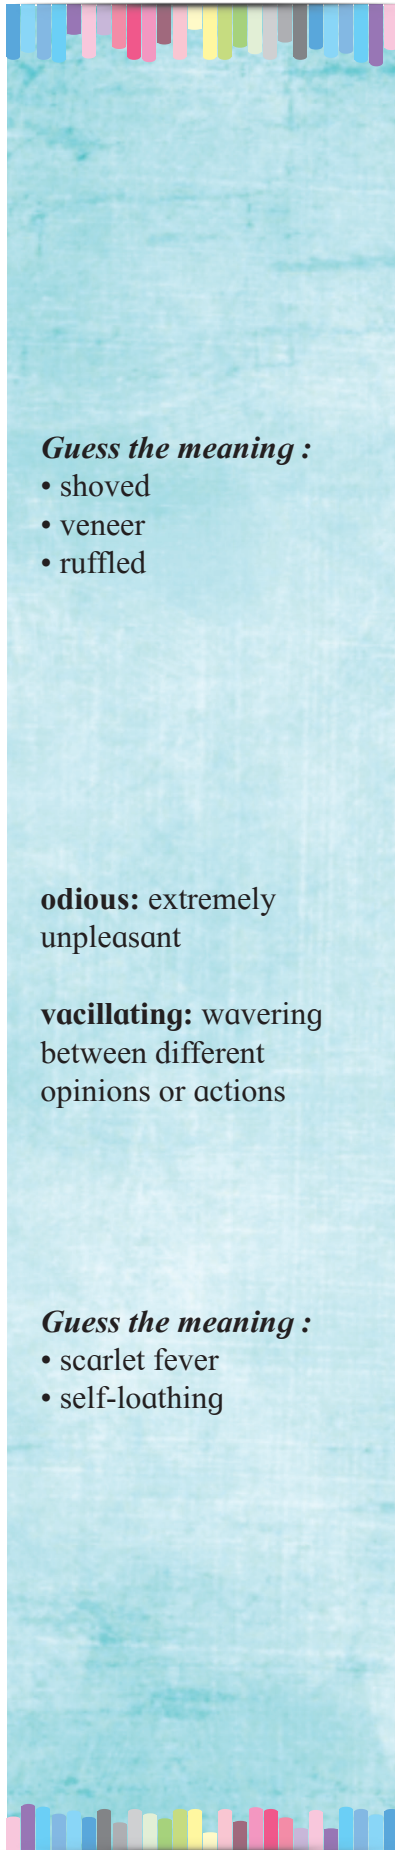 Guess the meaning :
• shoved
• veneer
• ruffled
odious: extremely
unpleasant
vacillating: wavering
between different
opinions or actions
Guess the meaning :
• scarlet fever
• self-loathing